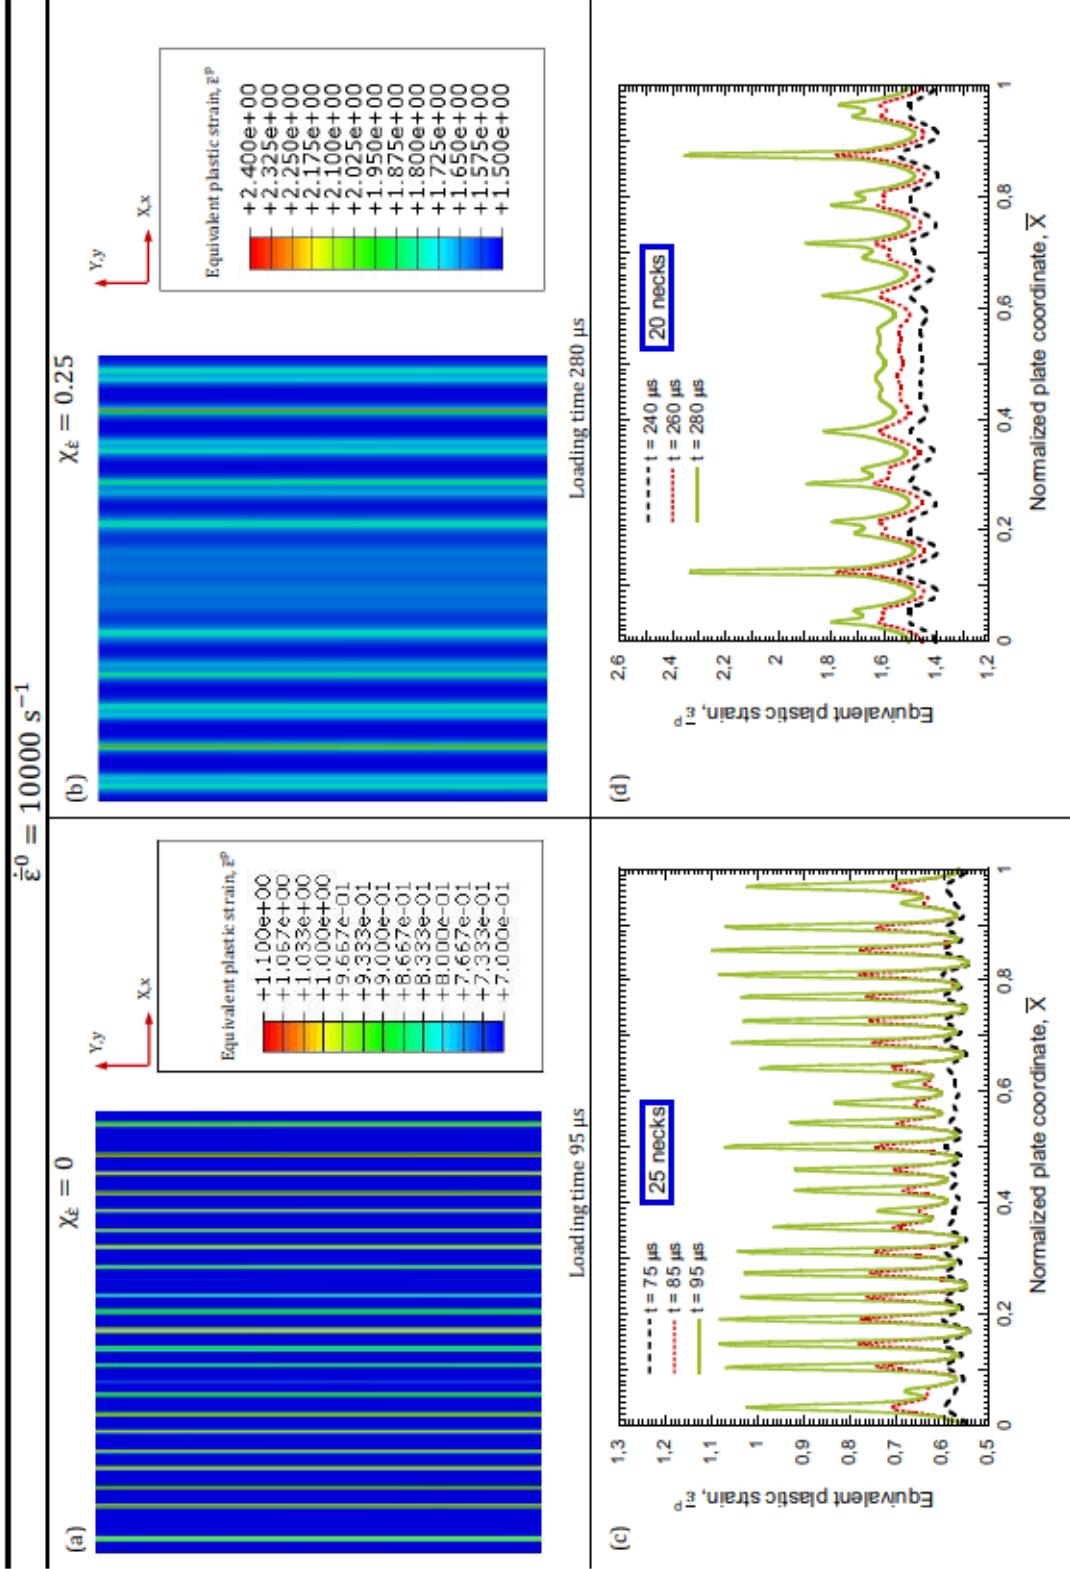 ε̇̄⁰ = 10000 s⁻¹
χ_ε̇ = 0
χ_ε̇ = 0.25
(a)
Y,y
X,x
Equivalent plastic strain, ε̄ᵖ
+1.100e+00
+1.067e+00
+1.033e+00
+1.000e+00
+9.667e-01
+9.333e-01
+9.000e-01
+8.667e-01
+8.333e-01
+8.000e-01
+7.667e-01
+7.333e-01
+7.000e-01
Loading time 95 µs
(b)
Y,y
X,x
Equivalent plastic strain, ε̄ᵖ
+2.400e+00
+2.325e+00
+2.250e+00
+2.175e+00
+2.100e+00
+2.025e+00
+1.950e+00
+1.875e+00
+1.800e+00
+1.725e+00
+1.650e+00
+1.575e+00
+1.500e+00
Loading time 280 µs
(c)
1,3
1,2
1,1
1
0,9
0,8
0,7
0,6
0,5
Equivalent plastic strain, ε̄ᵖ
t = 75 µs
t = 85 µs
t = 95 µs
25 necks
0
0,2
0,4
0,6
0,8
1
Normalized plate coordinate, X̄
(d)
2,6
2,4
2,2
2
1,8
1,6
1,4
1,2
Equivalent plastic strain, ε̄ᵖ
t = 240 µs
t = 260 µs
t = 280 µs
20 necks
0
0,2
0,4
0,6
0,8
1
Normalized plate coordinate, X̄